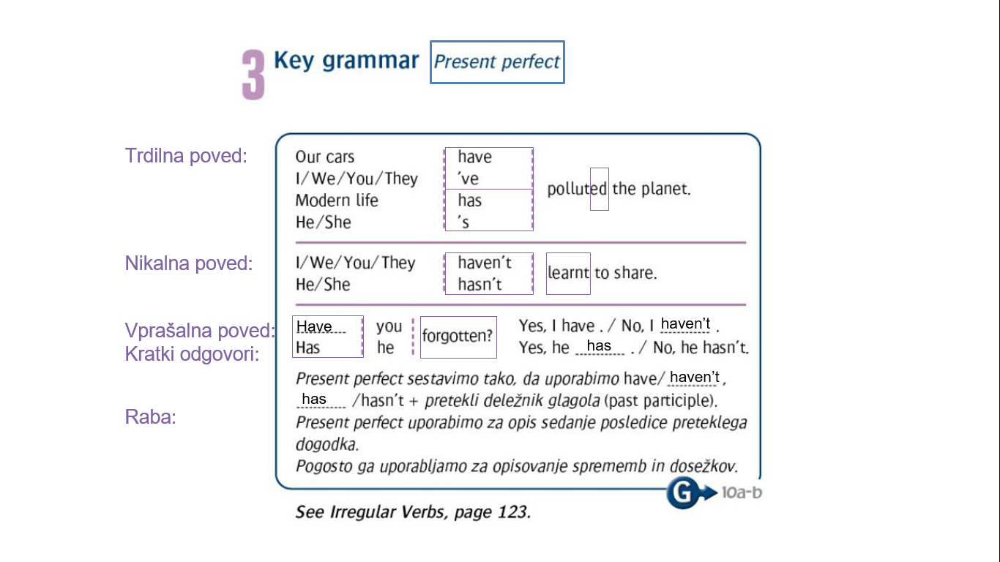 3 Key grammar Present perfect
Trdilna poved:
Our cars have
I/We/You/They 've
polluted the planet.
Modern life has
He/She 's
Nikalna poved:
I/We/You/They haven't
learnt to share.
He/She hasn't
Vprašalna poved:
Kratki odgovori:
Have you Yes, I have . / No, I haven't .
forgotten?
Has he Yes, he has . / No, he hasn't.
Present perfect sestavimo tako, da uporabimo have/ haven't ,
has /hasn't + pretekli deležnik glagola (past participle).
Raba:
Present perfect uporabimo za opis sedanje posledice preteklega
dogodka.
Pogosto ga uporabljamo za opisovanje sprememb in dosežkov.
G 10a-b
See Irregular Verbs, page 123.